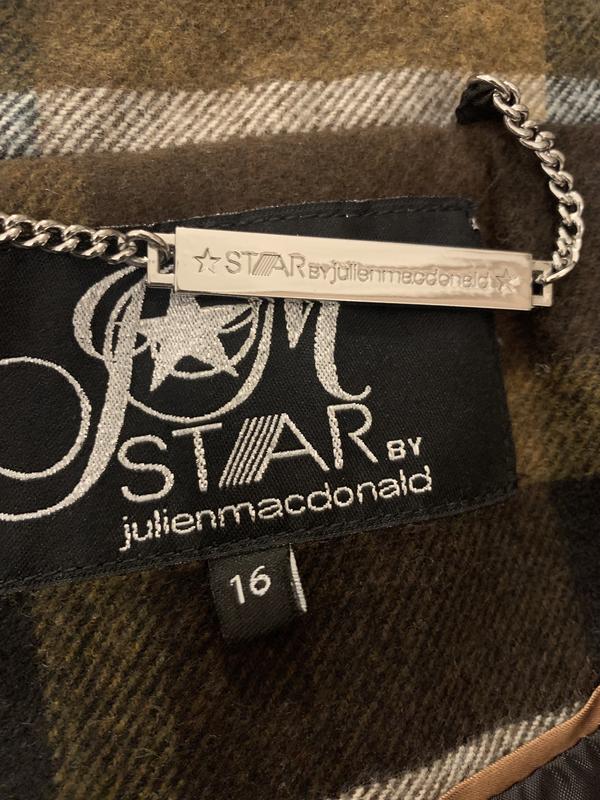 ☆ STAR BY julienmacdonald ☆
JM
STAR BY
julienmacdonald
16